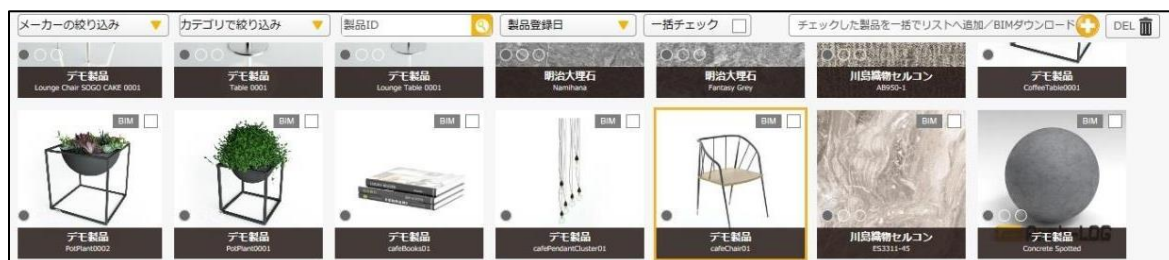 メーカーの絞り込み
カテゴリで絞り込み
製品ID
製品登録日
一括チェック
チェックした製品を一括でリストへ追加／BIMダウンロード
DEL
デモ製品
Lounge Chair SOGO CAKE 0001
デモ製品
Table 0001
デモ製品
Lounge Table 0001
明治大理石
Namihana
明治大理石
Fantasy Grey
川島織物セルコン
AB950-1
デモ製品
CoffeeTable0001
BIM
BIM
BIM
BIM
BIM
BIM
BIM
デモ製品
PotPlant0002
デモ製品
PotPlant0001
デモ製品
cafeBooks01
デモ製品
cafePendantCluster01
デモ製品
cafeChair01
川島織物セルコン
ES3311-45
デモ製品
Concrete Spotted